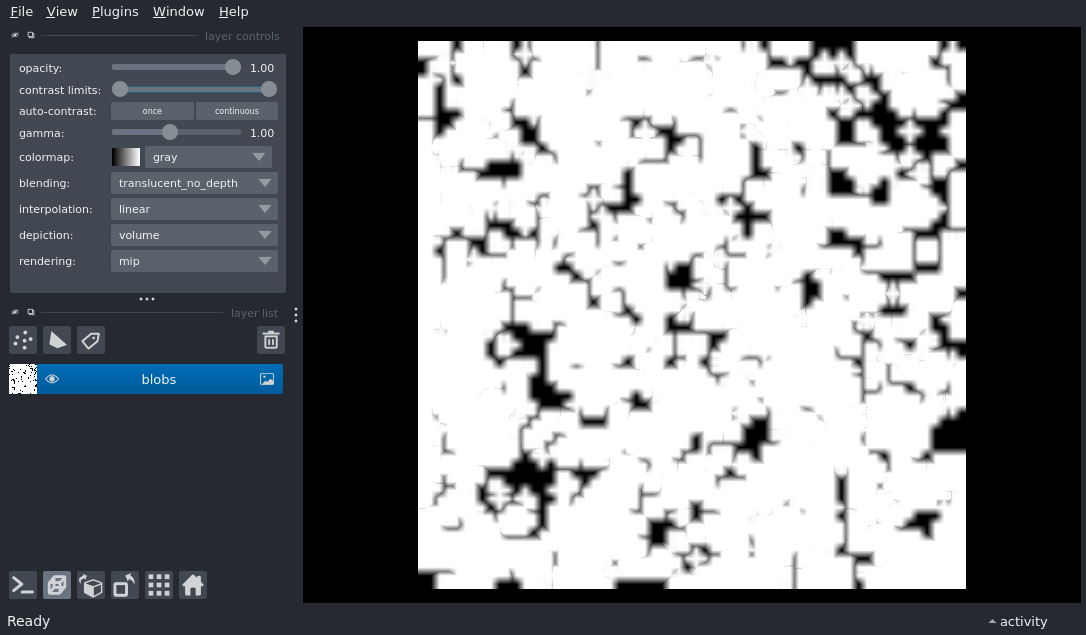 File View Plugins Window Help
layer controls
opacity: 1.00
contrast limits:
auto-contrast: once continuous
gamma: 1.00
colormap: gray
blending: translucent_no_depth
interpolation: linear
depiction: volume
rendering: mip
layer list
blobs
Ready activity